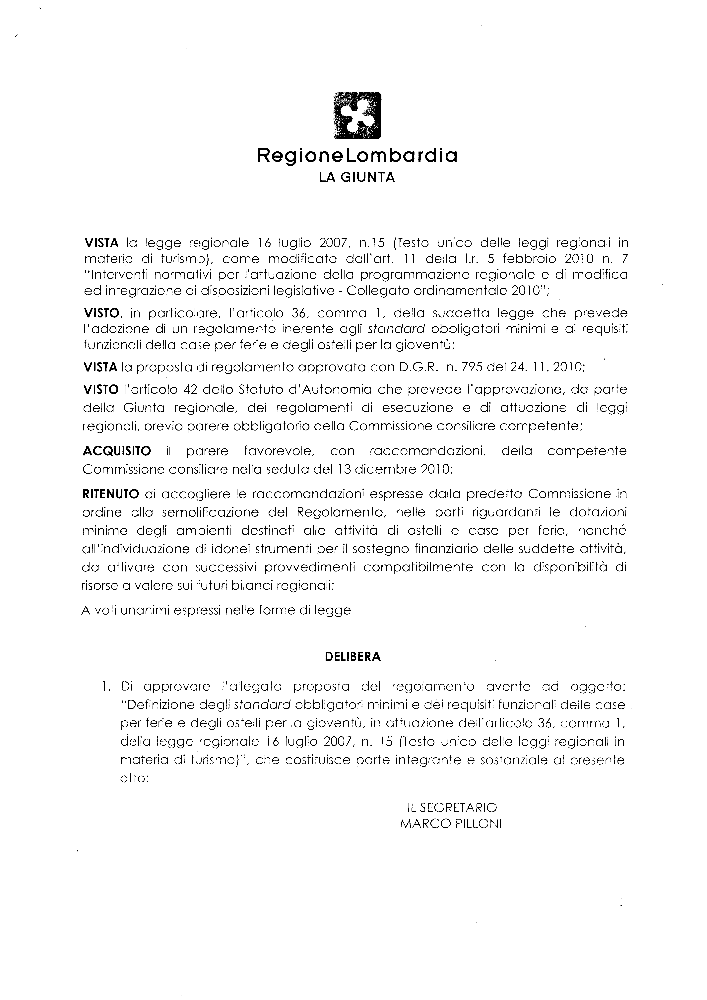 RegioneLombardia
LA GIUNTA
VISTA la legge regionale 16 luglio 2007, n.15 (Testo unico delle leggi regionali in
materia di turismo), come modificata dall'art. 11 della l.r. 5 febbraio 2010 n. 7
"Interventi normativi per l'attuazione della programmazione regionale e di modifica
ed integrazione di disposizioni legislative - Collegato ordinamentale 2010";
VISTO, in particolare, l'articolo 36, comma 1, della suddetta legge che prevede
l'adozione di un regolamento inerente agli standard obbligatori minimi e ai requisiti
funzionali della case per ferie e degli ostelli per la gioventù;
VISTA la proposta di regolamento approvata con D.G.R. n. 795 del 24. 11. 2010;
VISTO l'articolo 42 dello Statuto d'Autonomia che prevede l'approvazione, da parte
della Giunta regionale, dei regolamenti di esecuzione e di attuazione di leggi
regionali, previo parere obbligatorio della Commissione consiliare competente;
ACQUISITO il parere favorevole, con raccomandazioni, della competente
Commissione consiliare nella seduta del 13 dicembre 2010;
RITENUTO di accogliere le raccomandazioni espresse dalla predetta Commissione in
ordine alla semplificazione del Regolamento, nelle parti riguardanti le dotazioni
minime degli ambienti destinati alle attività di ostelli e case per ferie, nonché
all'individuazione di idonei strumenti per il sostegno finanziario delle suddette attività,
da attivare con successivi provvedimenti compatibilmente con la disponibilità di
risorse a valere sui futuri bilanci regionali;
A voti unanimi espressi nelle forme di legge
DELIBERA
1. Di approvare l'allegata proposta del regolamento avente ad oggetto:
"Definizione degli standard obbligatori minimi e dei requisiti funzionali delle case
per ferie e degli ostelli per la gioventù, in attuazione dell'articolo 36, comma 1,
della legge regionale 16 luglio 2007, n. 15 (Testo unico delle leggi regionali in
materia di turismo)", che costituisce parte integrante e sostanziale al presente
atto;
IL SEGRETARIO
MARCO PILLONI
1